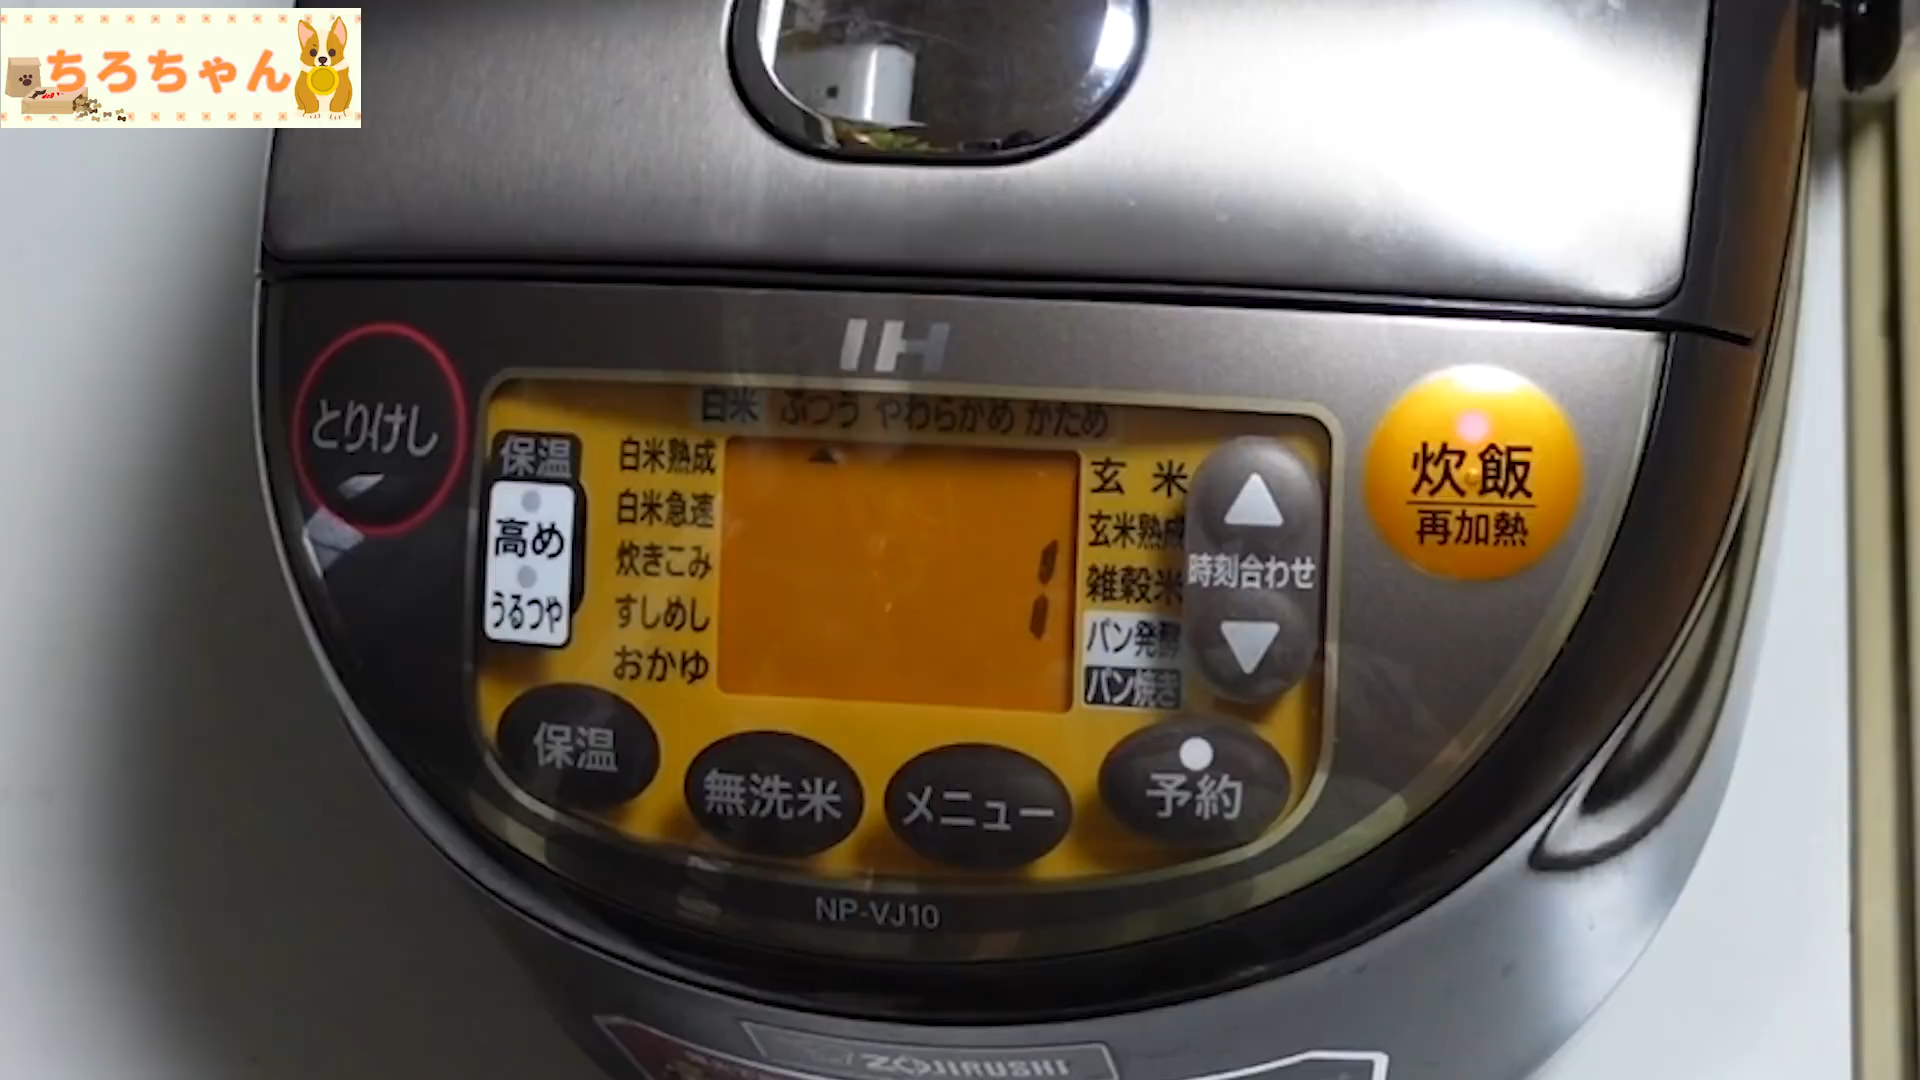 ちろちゃん
IH
とりけし
白米 ふつう やわらかめ かため
保温
高め
うるつや
白米熟成
白米急速
炊きこみ
すしめし
おかゆ
1
玄米
玄米熟成
雑穀米
パン発酵
パン焼き
時刻合わせ
炊飯
再加熱
保温
無洗米
メニュー
予約
NP-VJ10
ZOJIRUSHI